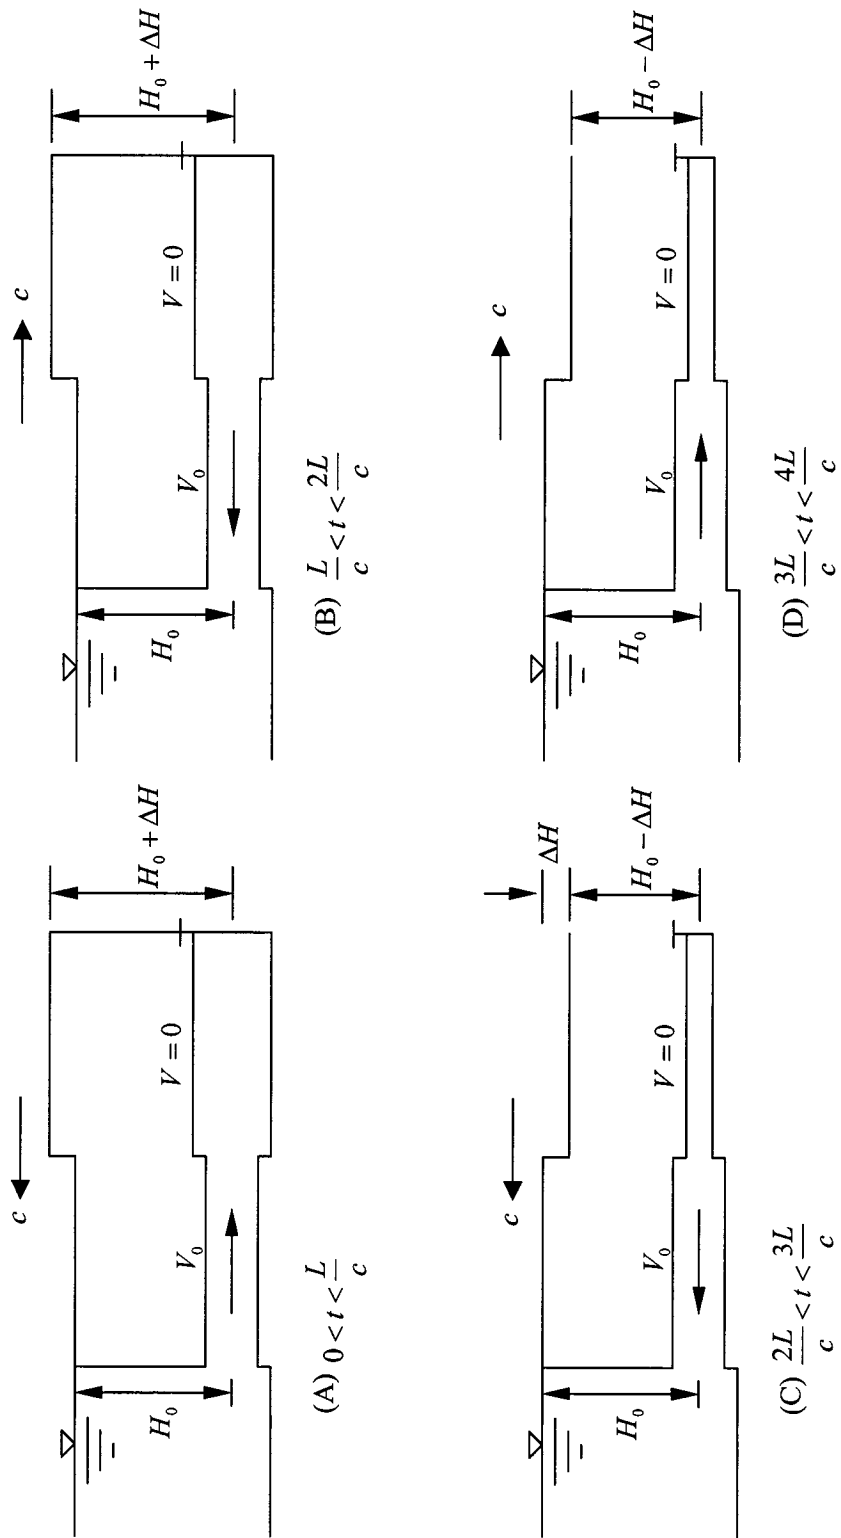 c
H₀ + ΔH
H₀
V₀
V = 0
(A) 0 < t < L/c
c
H₀ + ΔH
H₀
V₀
V = 0
(B) L/c < t < 2L/c
c
ΔH
H₀ − ΔH
H₀
V₀
V = 0
(C) 2L/c < t < 3L/c
c
H₀ − ΔH
H₀
V₀
V = 0
(D) 3L/c < t < 4L/c